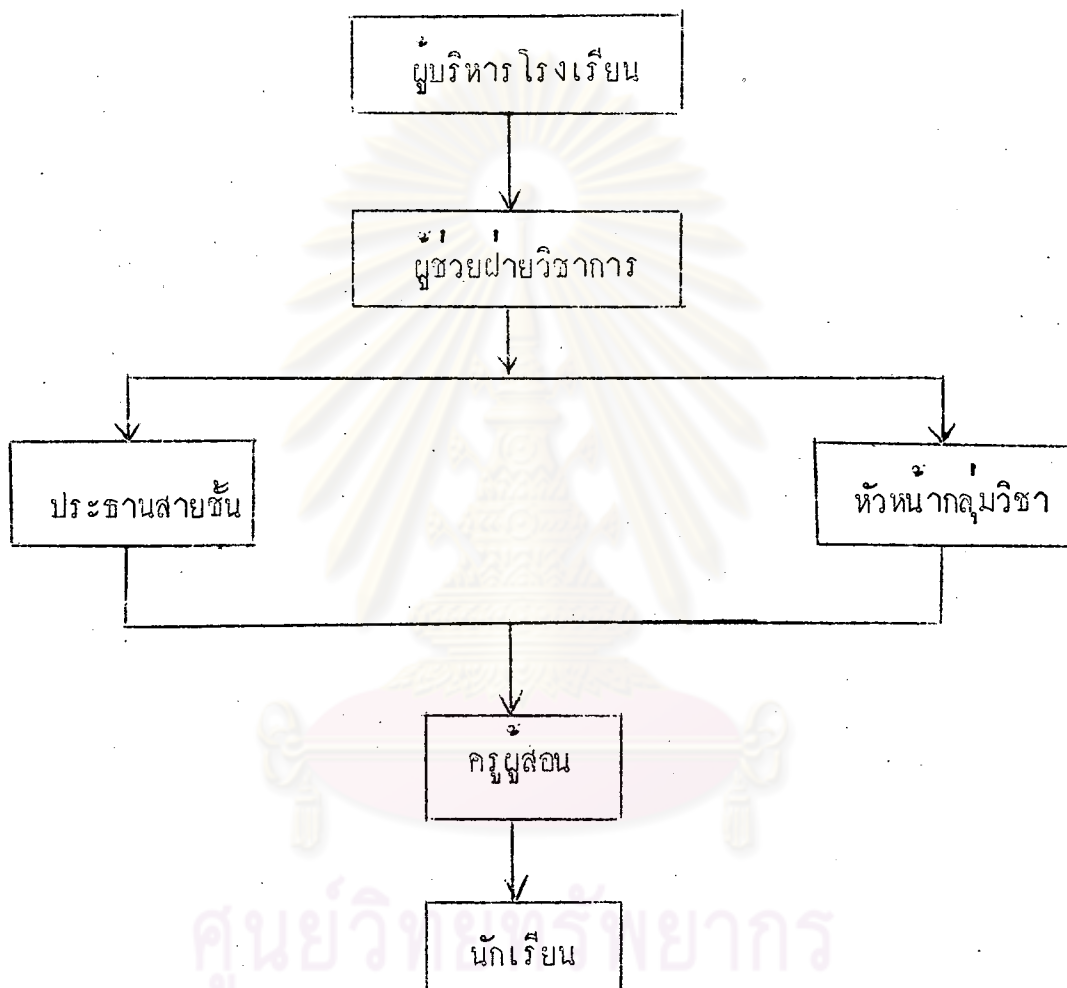 ผู้บริหารโรงเรียน
ผู้ช่วยฝ่ายวิชาการ
ประธานสายชั้น
หัวหน้ากลุ่มวิชา
ครูผู้สอน
นักเรียน
ศูนย์วิทยทรัพยากร